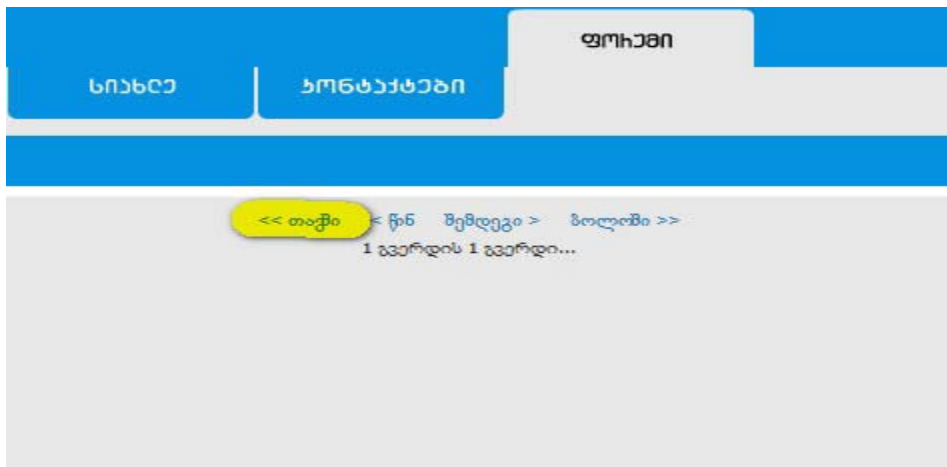 ფორუმი
სიახლე კონტაქტები
<< თავში < წინ შემდეგი > ბოლოში >>
1 გვერდის 1 გვერდი...